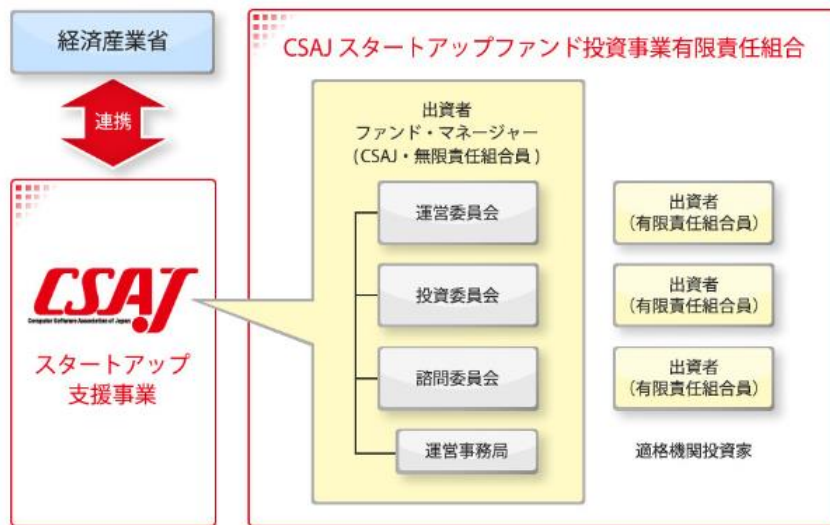 経済産業省
連携
CSAJ
Computer Software Association of Japan
スタートアップ
支援事業
CSAJ スタートアップファンド投資事業有限責任組合
出資者
ファンド・マネージャー
(CSAJ・無限責任組合員)
運営委員会
投資委員会
諮問委員会
運営事務局
出資者
(有限責任組合員)
出資者
(有限責任組合員)
出資者
(有限責任組合員)
適格機関投資家